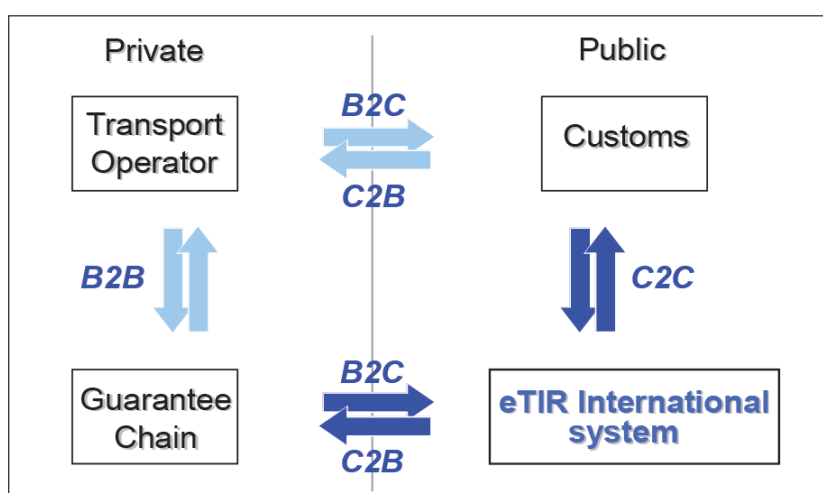 Private
Public
Transport
Operator
B2C
C2B
Customs
B2B
C2C
Guarantee
Chain
B2C
C2B
eTIR International
system